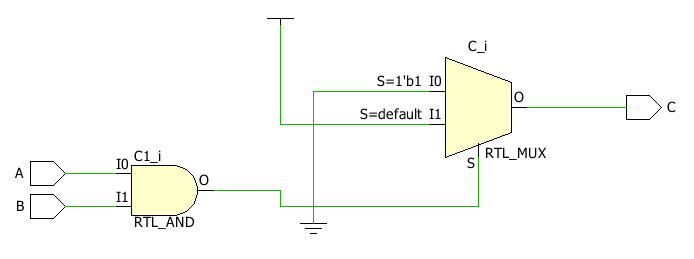 C_i
S=1'b1 I0
S=default I1
O
C
S
RTL_MUX
C1_i
A
I0
O
B
I1
RTL_AND